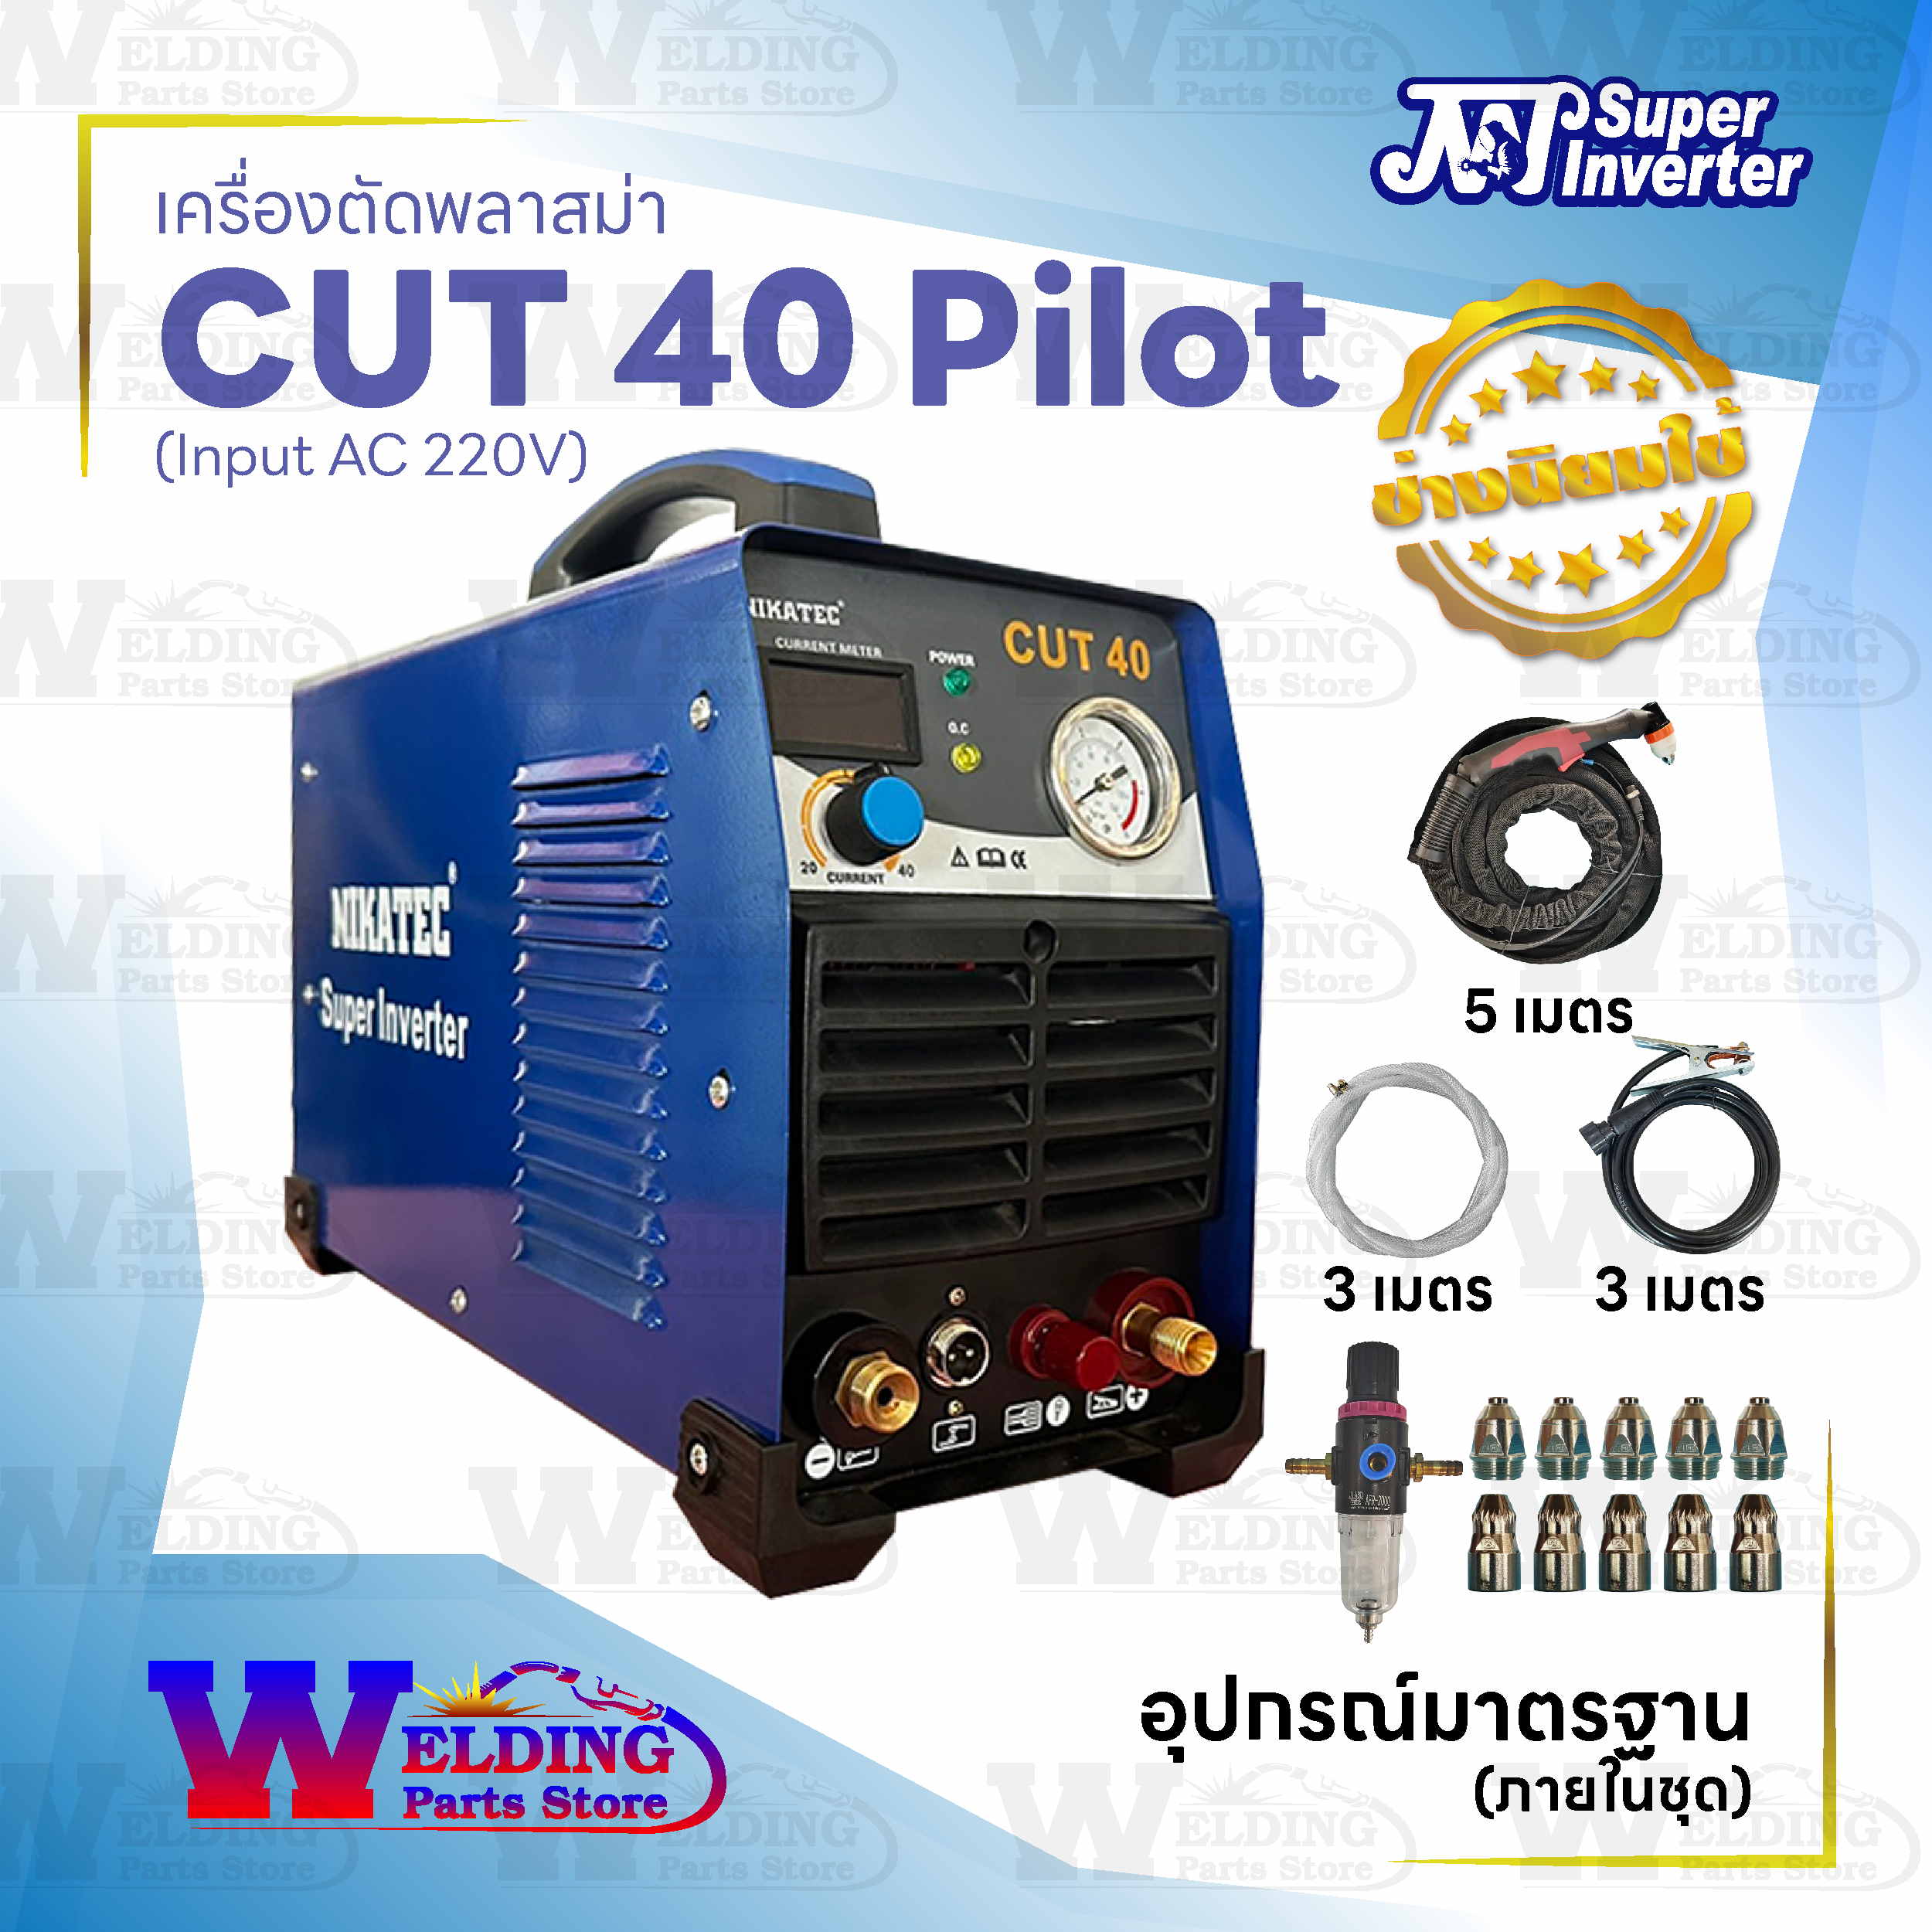 JNJ Super
Inverter
เครื่องตัดพลาสม่า
CUT 40 Pilot
(Input AC 220V)
ช่างนิยมใช้
NIKATEC®
CURRENT METER
POWER
CUT 40
O.C
20
CURRENT
40
CE
NIKATEC®
Super Inverter
5 เมตร
3 เมตร
3 เมตร
AFR-2000
WELDING
Parts Store
อุปกรณ์มาตรฐาน
(ภายในชุด)